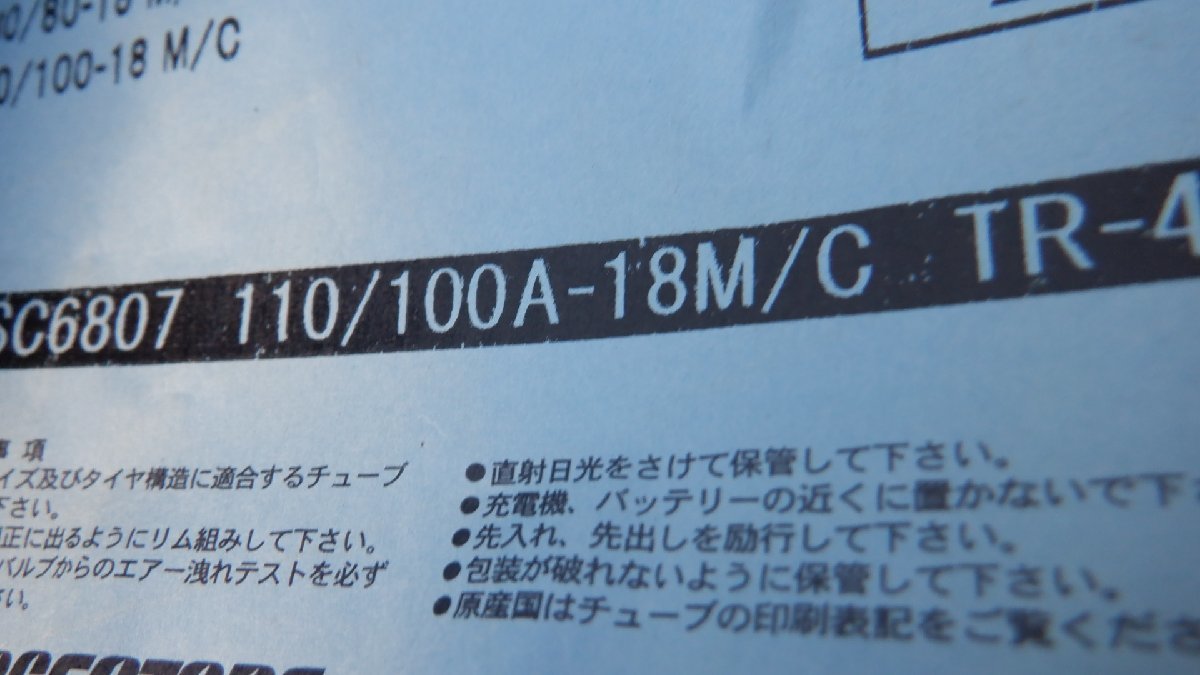 0/80-19 M/
0/100-18 M/C
SC6807 110/100A-18M/C TR-4
事項
イズ及びタイヤ構造に適合するチューブ
下さい。
正に出るようにリム組みして下さい。
バルブからのエアー洩れテストを必ず
さい。
●直射日光をさけて保管して下さい。
●充電機、バッテリーの近くに置かないで下
●先入れ、先出しを励行して下さい。
●包装が破れないように保管して下さい。
●原産国はチューブの印刷表記をご覧くださ